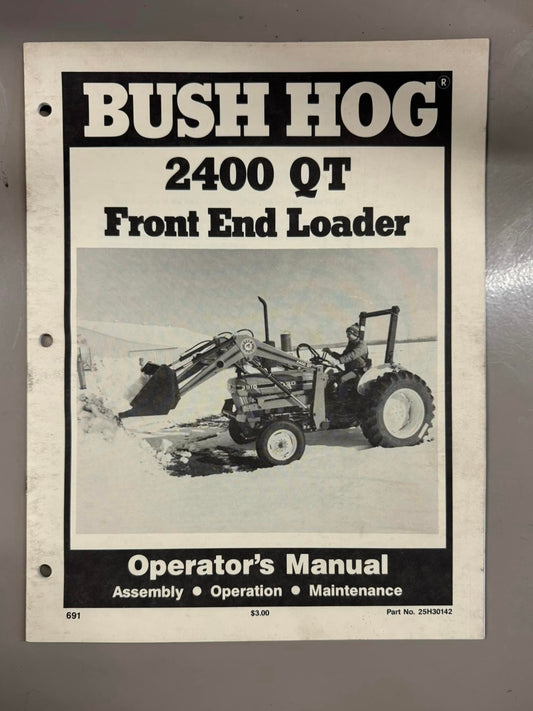 BUSH HOG®
2400 QT
Front End Loader
Operator's Manual
Assembly ● Operation ● Maintenance
691
$3.00
Part No. 25H30142